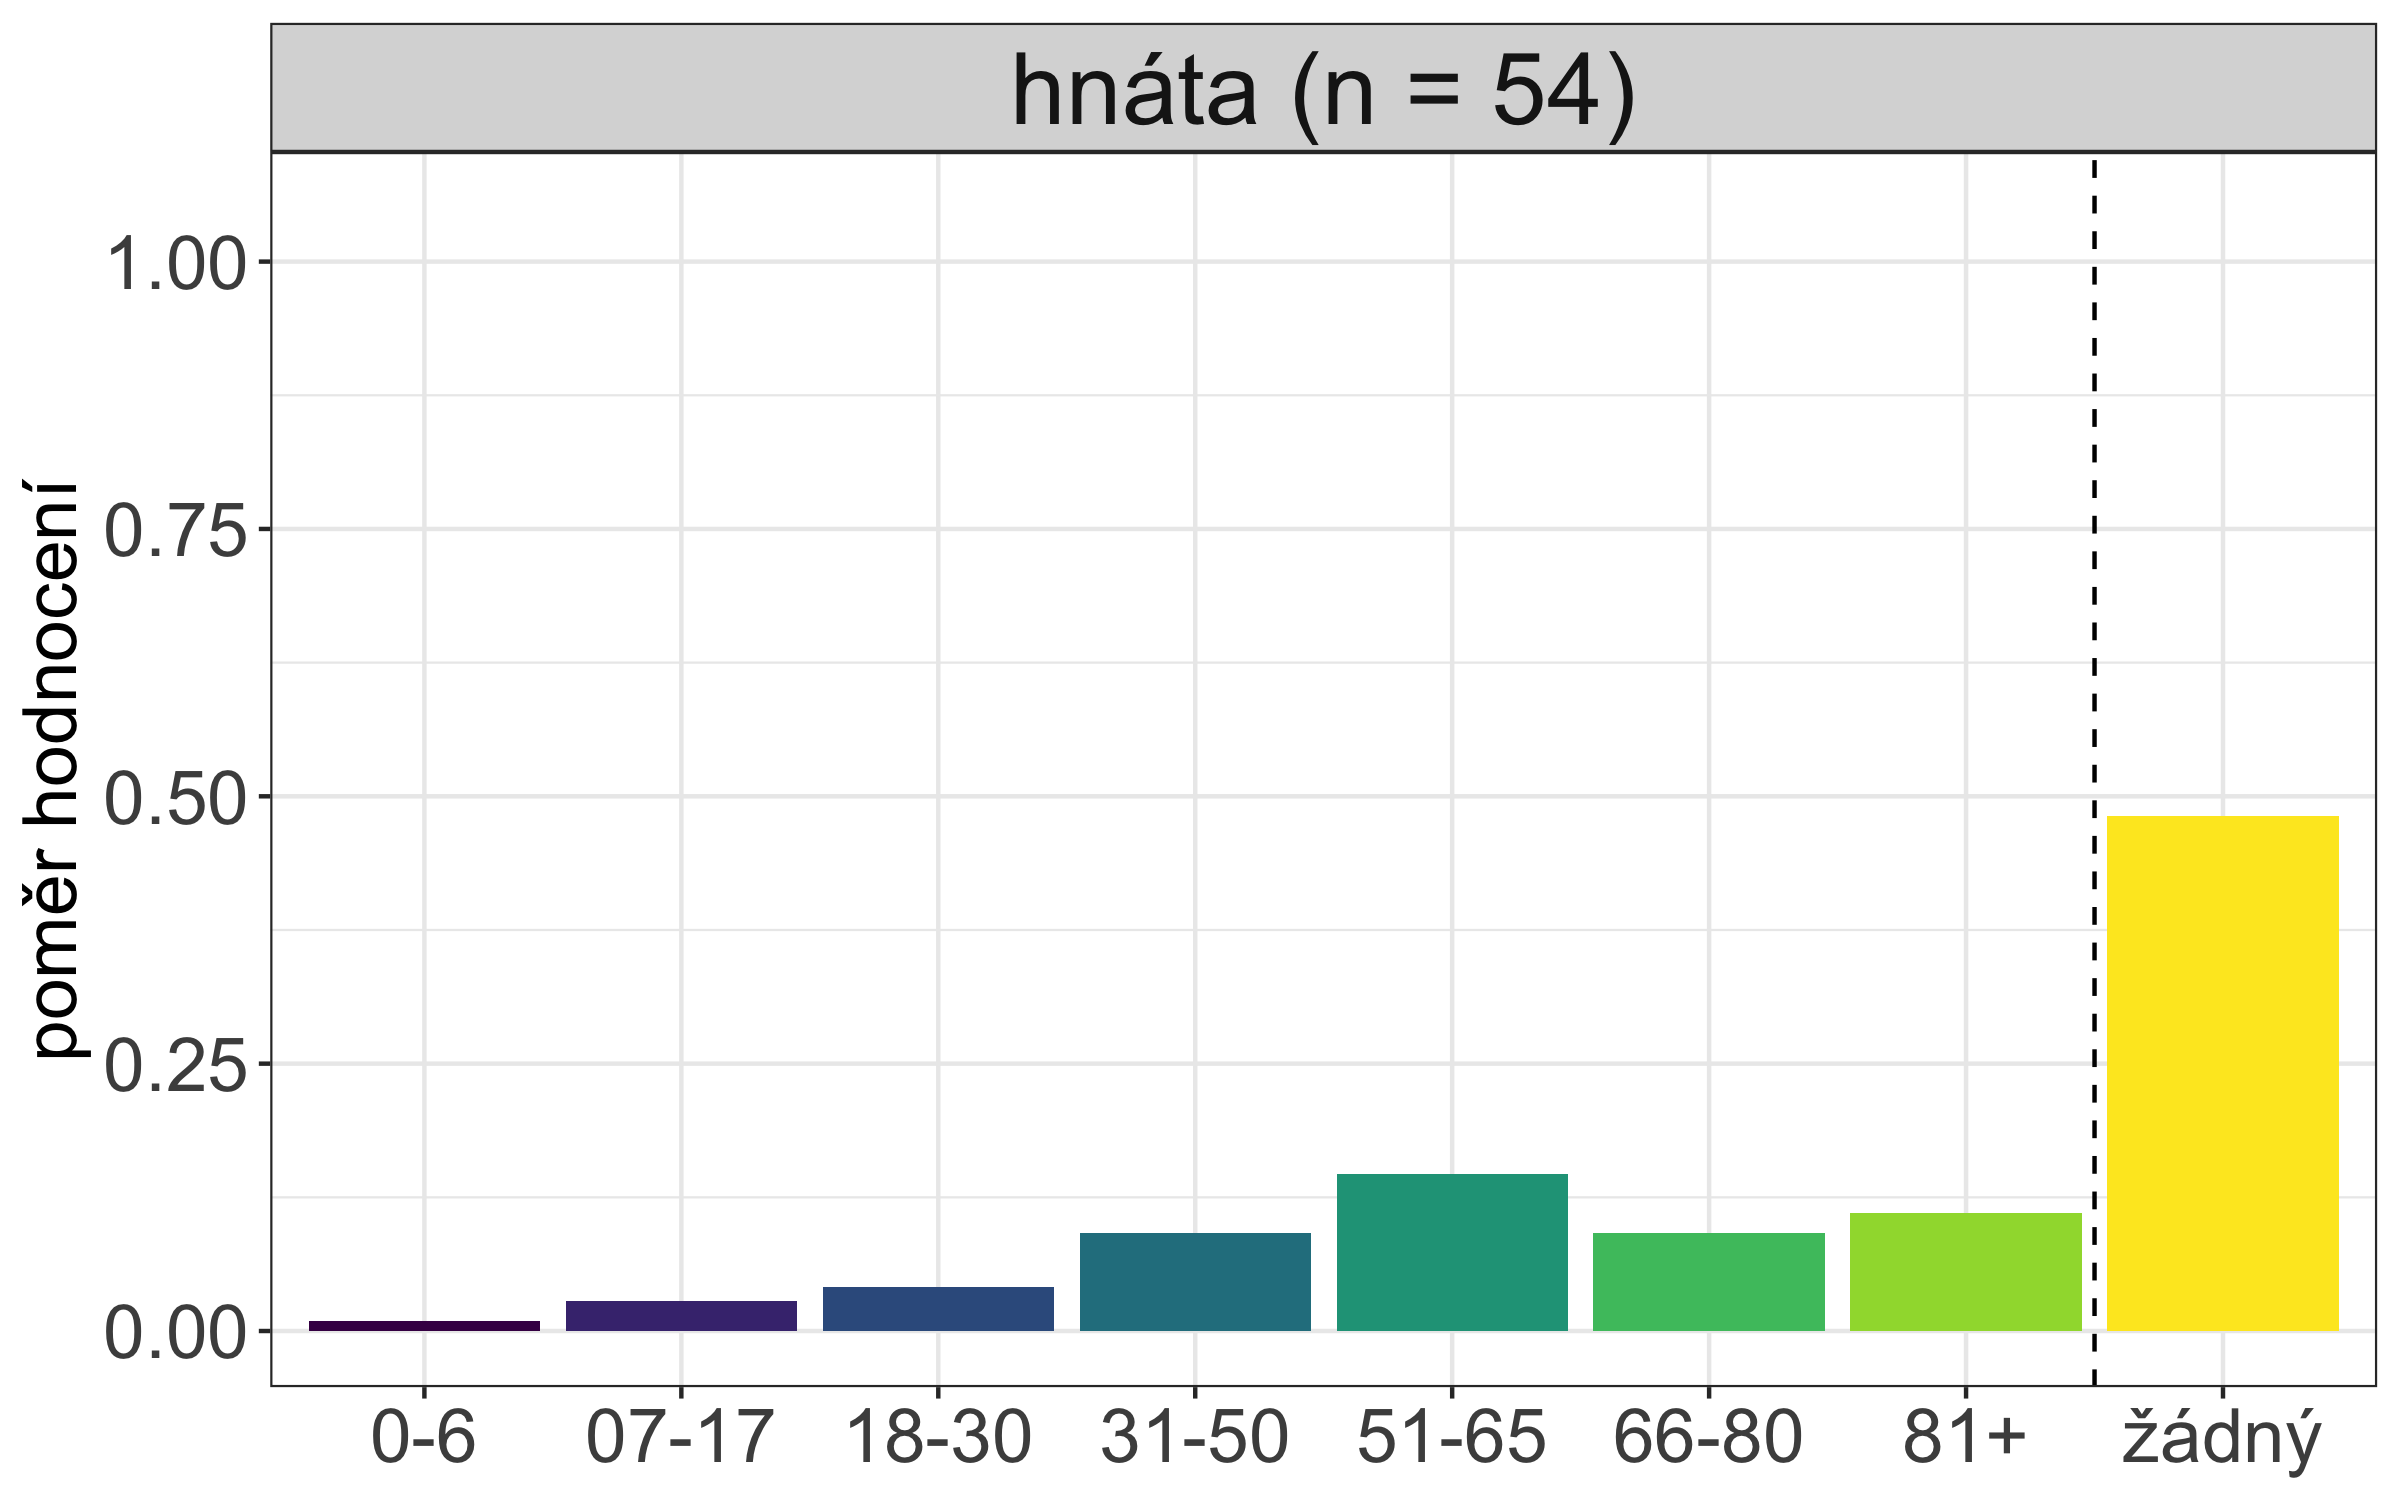 hnáta (n = 54)
poměr hodnocení
1.00
0.75
0.50
0.25
0.00
0-6 07-17 18-30 31-50 51-65 66-80 81+ žádný